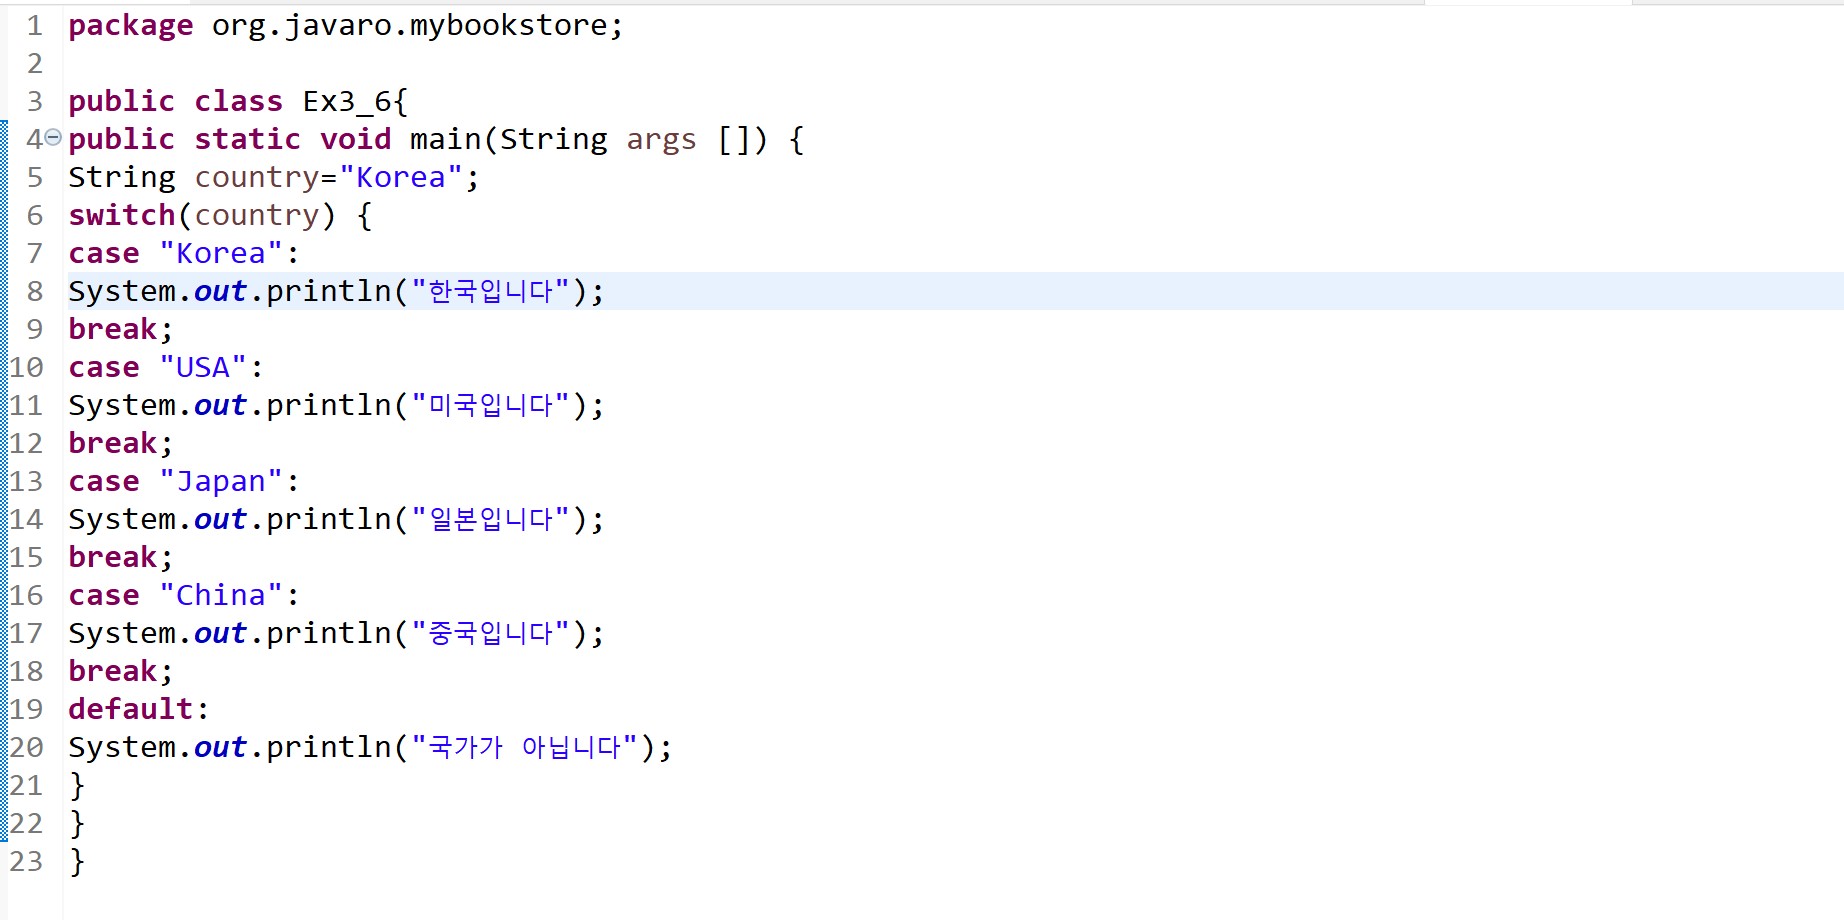 1 package org.javaro.mybookstore;
2
3 public class Ex3_6{
4 public static void main(String args []) {
5 String country="Korea";
6 switch(country) {
7 case "Korea":
8 System.out.println("한국입니다");
9 break;
10 case "USA":
11 System.out.println("미국입니다");
12 break;
13 case "Japan":
14 System.out.println("일본입니다");
15 break;
16 case "China":
17 System.out.println("중국입니다");
18 break;
19 default:
20 System.out.println("국가가 아닙니다");
21 }
22 }
23 }